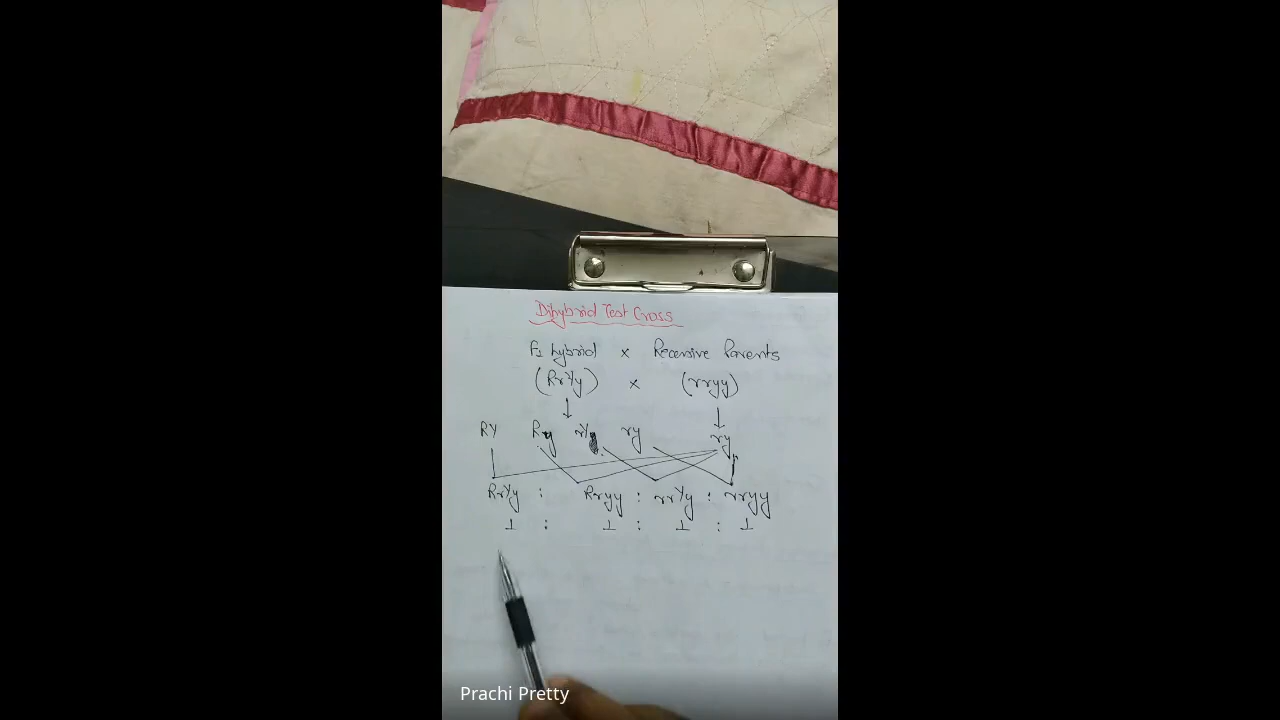 Dihybrid Test Cross
F1 hybrid × Recessive Parents
(RrYy) × (rryy)
RY Ry rY ry ry
RrYy : Rryy : rrYy : rryy
1 : 1 : 1 : 1
Prachi Pretty